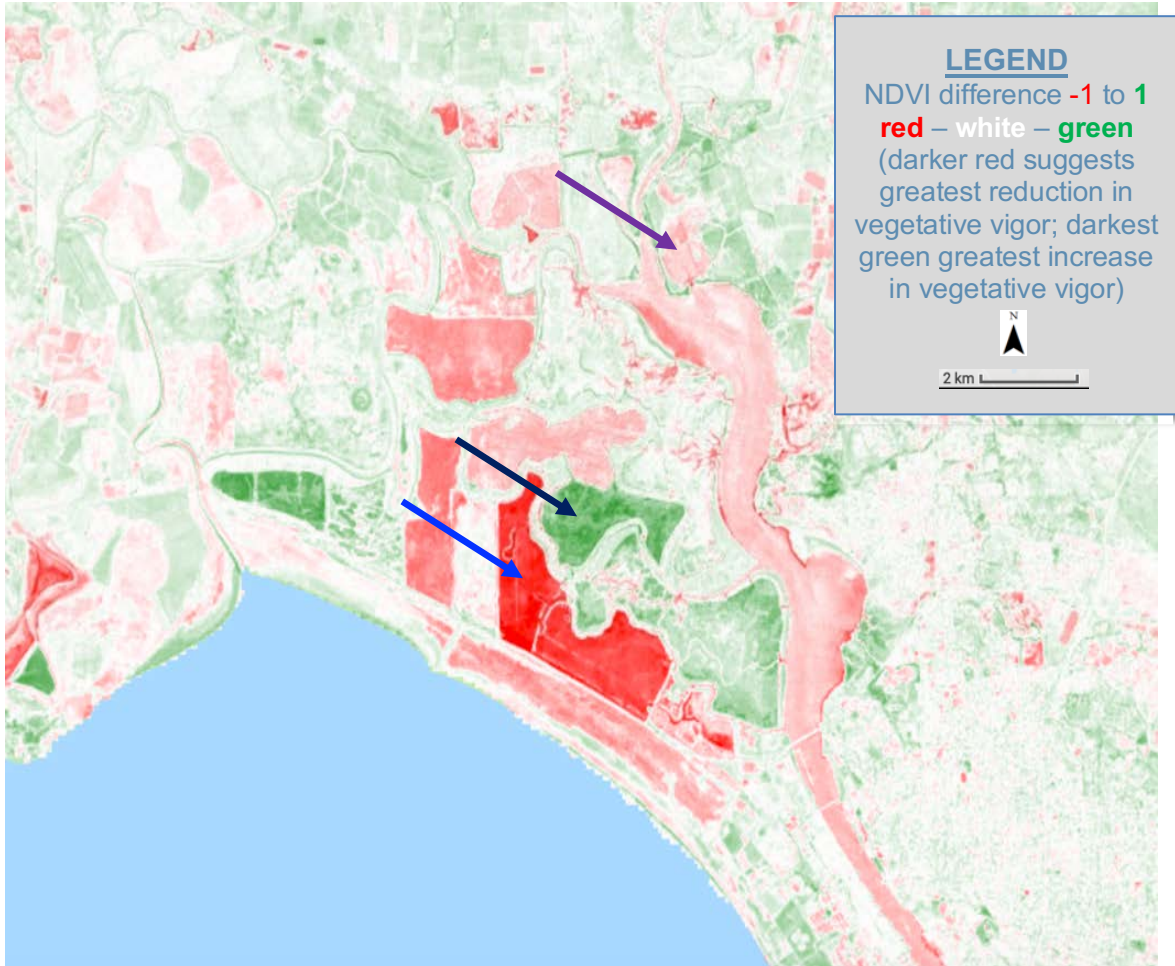 LEGEND
NDVI difference -1 to 1
red – white – green
(darker red suggests
greatest reduction in
vegetative vigor; darkest
green greatest increase
in vegetative vigor)
N
2 km